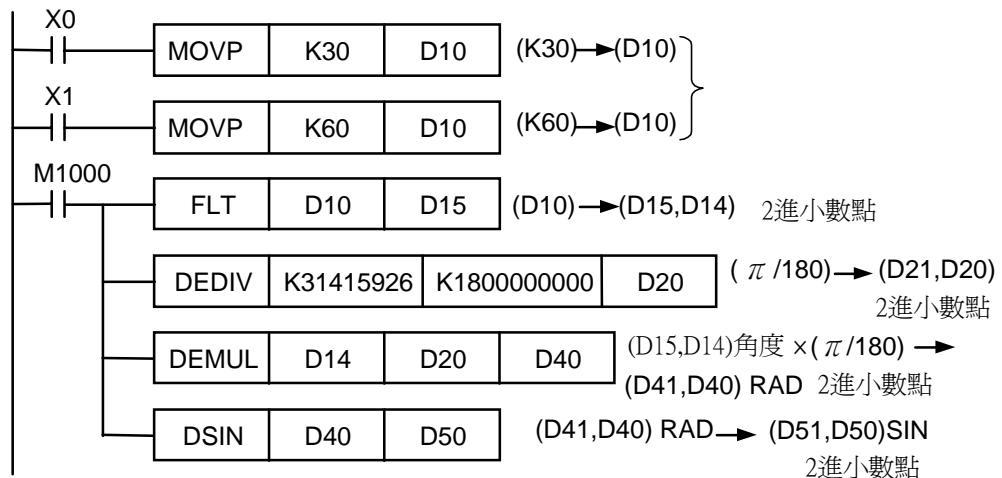 X0
MOVP K30 D10 (K30)→(D10)
X1
MOVP K60 D10 (K60)→(D10)
M1000
FLT D10 D15 (D10)→(D15,D14) 2進小數點
DEDIV K31415926 K1800000000 D20 (π/180)→(D21,D20)
2進小數點
DEMUL D14 D20 D40 (D15,D14)角度 ×(π/180)→
(D41,D40) RAD 2進小數點
DSIN D40 D50 (D41,D40) RAD→(D51,D50)SIN
2進小數點